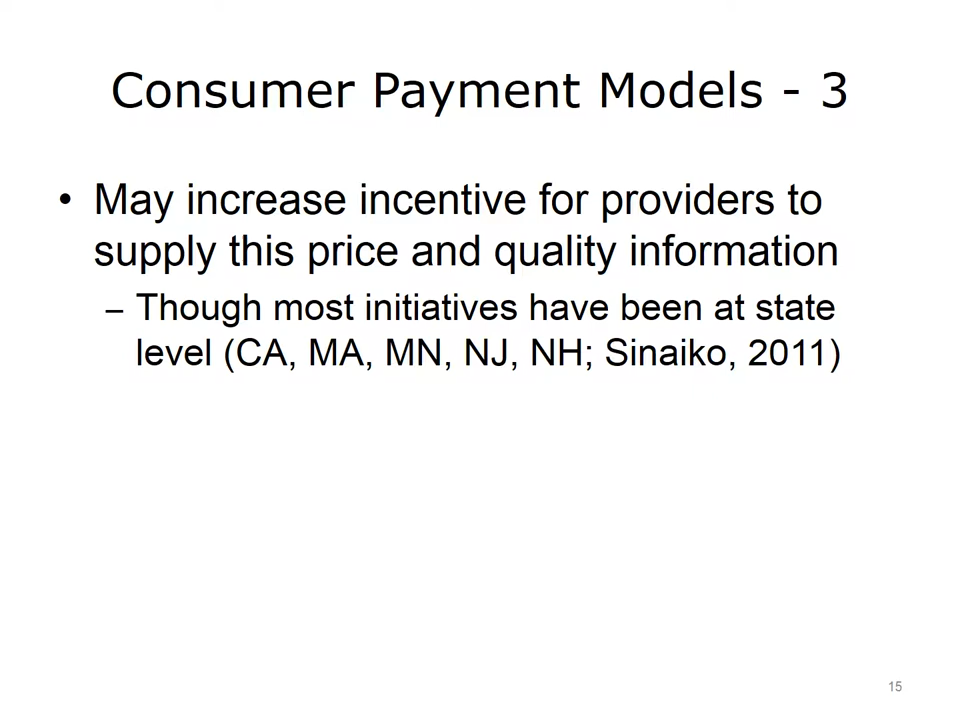 Consumer Payment Models - 3
• May increase incentive for providers to
supply this price and quality information
– Though most initiatives have been at state
level (CA, MA, MN, NJ, NH; Sinaiko, 2011)
15